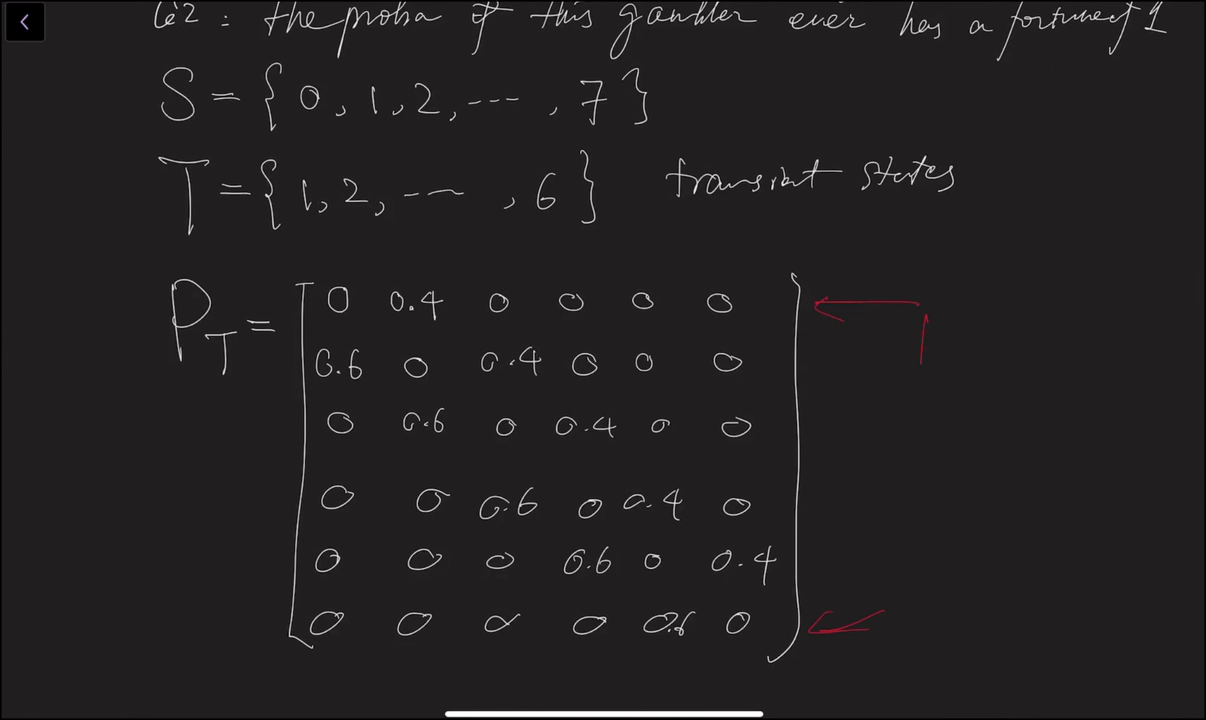 : the proba of this gambler ever has a fortune of 1
S = { 0, 1, 2, ---, 7 }
T = { 1, 2, ---, 6 } transient states
P_T =
0 0.4 0 0 0 0
0.6 0 0.4 0 0 0
0 0.6 0 0.4 0 0
0 0 0.6 0 0.4 0
0 0 0 0.6 0 0.4
0 0 0 0 0.6 0